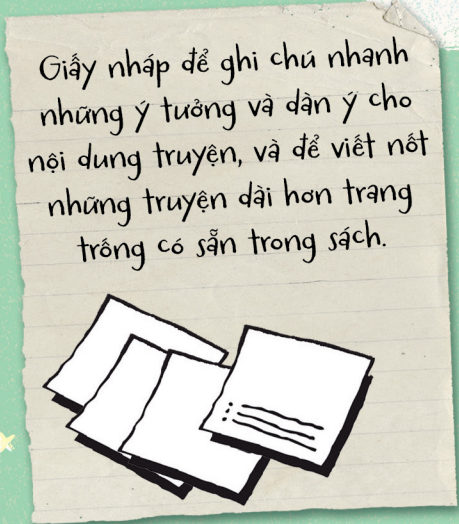 Giấy nháp để ghi chú nhanh
những ý tưởng và dàn ý cho
nội dung truyện, và để viết nốt
những truyện dài hơn trang
trống có sẵn trong sách.